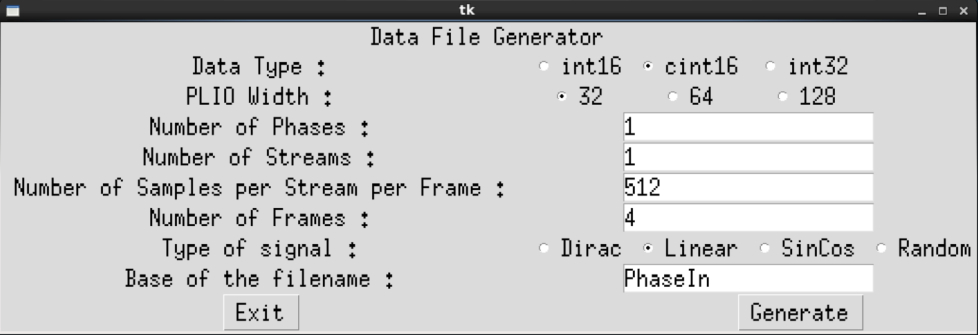 tk
Data File Generator
Data Type : int16 cint16 int32
PLIO Width : 32 64 128
Number of Phases : 1
Number of Streams : 1
Number of Samples per Stream per Frame : 512
Number of Frames : 4
Type of signal : Dirac Linear SinCos Random
Base of the filename : PhaseIn
Exit Generate